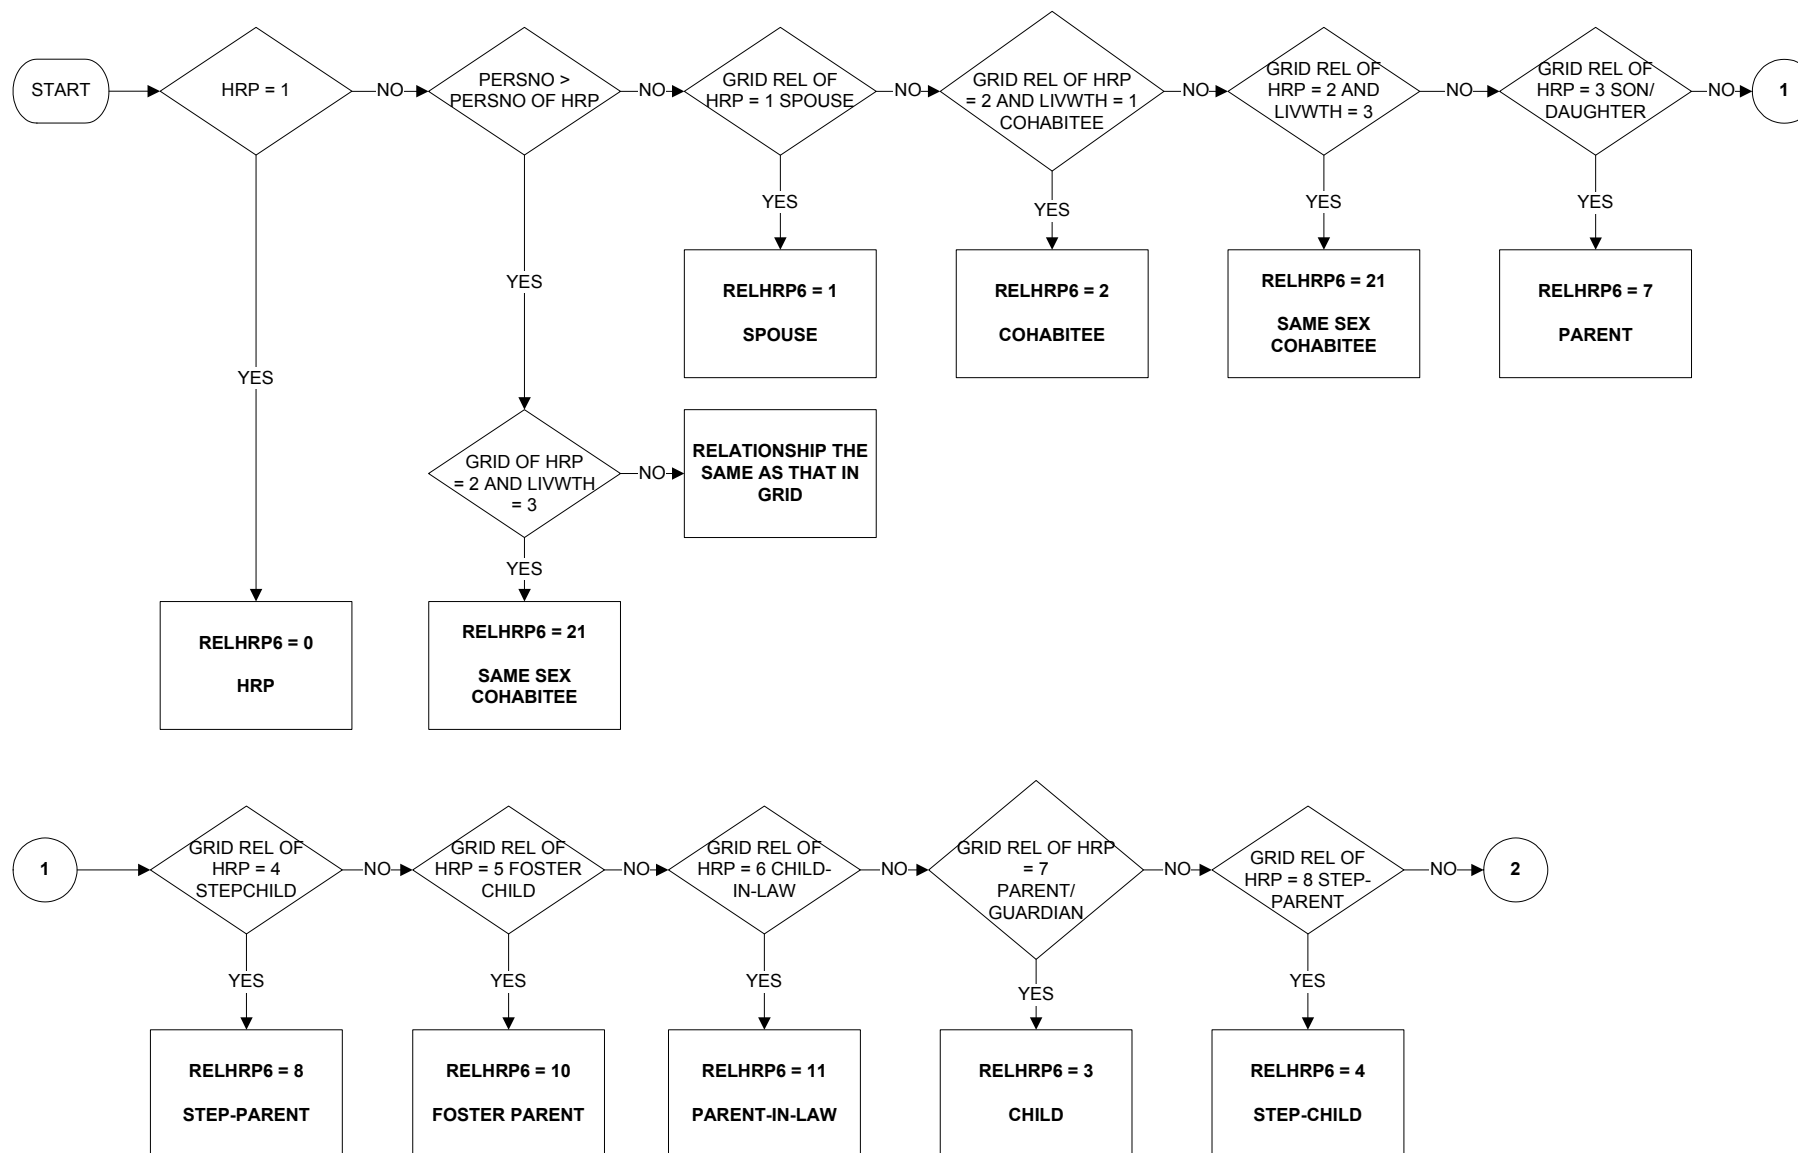 START
HRP = 1
NO
PERSNO >
PERSNO OF HRP
NO
GRID REL OF
HRP = 1 SPOUSE
NO
GRID REL OF HRP
= 2 AND LIVWTH = 1
COHABITEE
NO
GRID REL OF
HRP = 2 AND
LIVWTH = 3
NO
GRID REL OF
HRP = 3 SON/
DAUGHTER
NO
1
YES
YES
YES
YES
YES
YES
RELHRP6 = 1
SPOUSE
RELHRP6 = 2
COHABITEE
RELHRP6 = 21
SAME SEX
COHABITEE
RELHRP6 = 7
PARENT
GRID OF HRP
= 2 AND LIVWTH
= 3
NO
RELATIONSHIP THE
SAME AS THAT IN
GRID
YES
RELHRP6 = 0
HRP
RELHRP6 = 21
SAME SEX
COHABITEE
1
GRID REL OF
HRP = 4
STEPCHILD
NO
GRID REL OF
HRP = 5 FOSTER
CHILD
NO
GRID REL OF
HRP = 6 CHILD-
IN-LAW
NO
GRID REL OF HRP
= 7
PARENT/
GUARDIAN
NO
GRID REL OF
HRP = 8 STEP-
PARENT
NO
2
YES
YES
YES
YES
YES
RELHRP6 = 8
STEP-PARENT
RELHRP6 = 10
FOSTER PARENT
RELHRP6 = 11
PARENT-IN-LAW
RELHRP6 = 3
CHILD
RELHRP6 = 4
STEP-CHILD